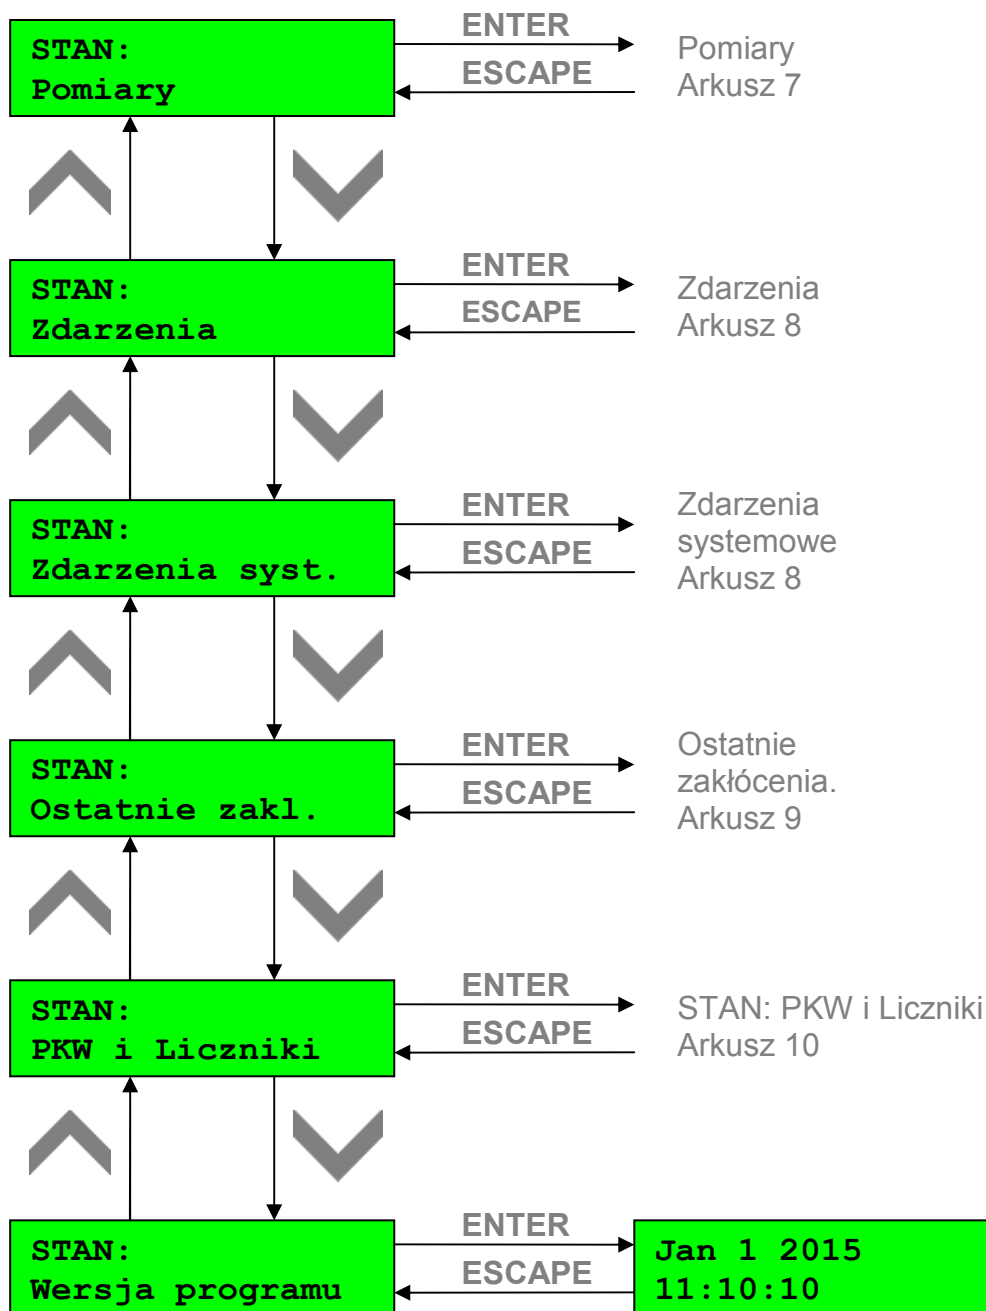 STAN:
Pomiary
ENTER
ESCAPE
Pomiary
Arkusz 7
STAN:
Zdarzenia
ENTER
ESCAPE
Zdarzenia
Arkusz 8
STAN:
Zdarzenia syst.
ENTER
ESCAPE
Zdarzenia
systemowe
Arkusz 8
STAN:
Ostatnie zakl.
ENTER
ESCAPE
Ostatnie
zakłócenia.
Arkusz 9
STAN:
PKW i Liczniki
ENTER
ESCAPE
STAN: PKW i Liczniki
Arkusz 10
STAN:
Wersja programu
ENTER
ESCAPE
Jan 1 2015
11:10:10